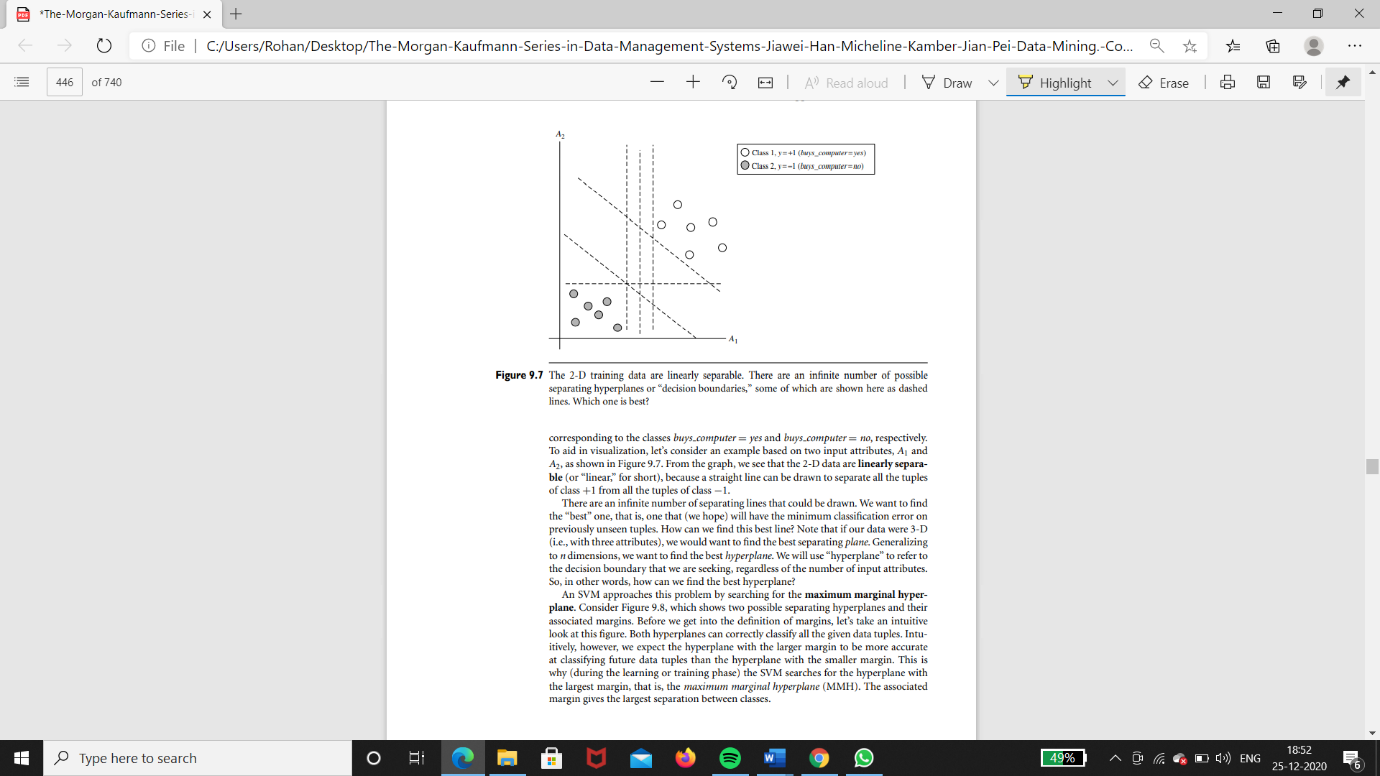 *The-Morgan-Kaufmann-Series-
File C:/Users/Rohan/Desktop/The-Morgan-Kaufmann-Series-in-Data-Management-Systems-Jiawei-Han-Micheline-Kamber-Jian-Pei-Data-Mining.-Co...
446 of 740 Read aloud Draw Highlight Erase
A2
Class 1, y=+1 (buys_computer=yes)
Class 2, y=−1 (buys_computer=no)
A1
Figure 9.7 The 2-D training data are linearly separable. There are an infinite number of possible
separating hyperplanes or “decision boundaries,” some of which are shown here as dashed
lines. Which one is best?
corresponding to the classes buys_computer = yes and buys_computer = no, respectively.
To aid in visualization, let’s consider an example based on two input attributes, A1 and
A2, as shown in Figure 9.7. From the graph, we see that the 2-D data are linearly separa-
ble (or “linear,” for short), because a straight line can be drawn to separate all the tuples
of class +1 from all the tuples of class −1.
There are an infinite number of separating lines that could be drawn. We want to find
the “best” one, that is, one that (we hope) will have the minimum classification error on
previously unseen tuples. How can we find this best line? Note that if our data were 3-D
(i.e., with three attributes), we would want to find the best separating plane. Generalizing
to n dimensions, we want to find the best hyperplane. We will use “hyperplane” to refer to
the decision boundary that we are seeking, regardless of the number of input attributes.
So, in other words, how can we find the best hyperplane?
An SVM approaches this problem by searching for the maximum marginal hyper-
plane. Consider Figure 9.8, which shows two possible separating hyperplanes and their
associated margins. Before we get into the definition of margins, let’s take an intuitive
look at this figure. Both hyperplanes can correctly classify all the given data tuples. Intu-
itively, however, we expect the hyperplane with the larger margin to be more accurate
at classifying future data tuples than the hyperplane with the smaller margin. This is
why (during the learning or training phase) the SVM searches for the hyperplane with
the largest margin, that is, the maximum marginal hyperplane (MMH). The associated
margin gives the largest separation between classes.
Type here to search
49%
ENG
18:52
25-12-2020
6